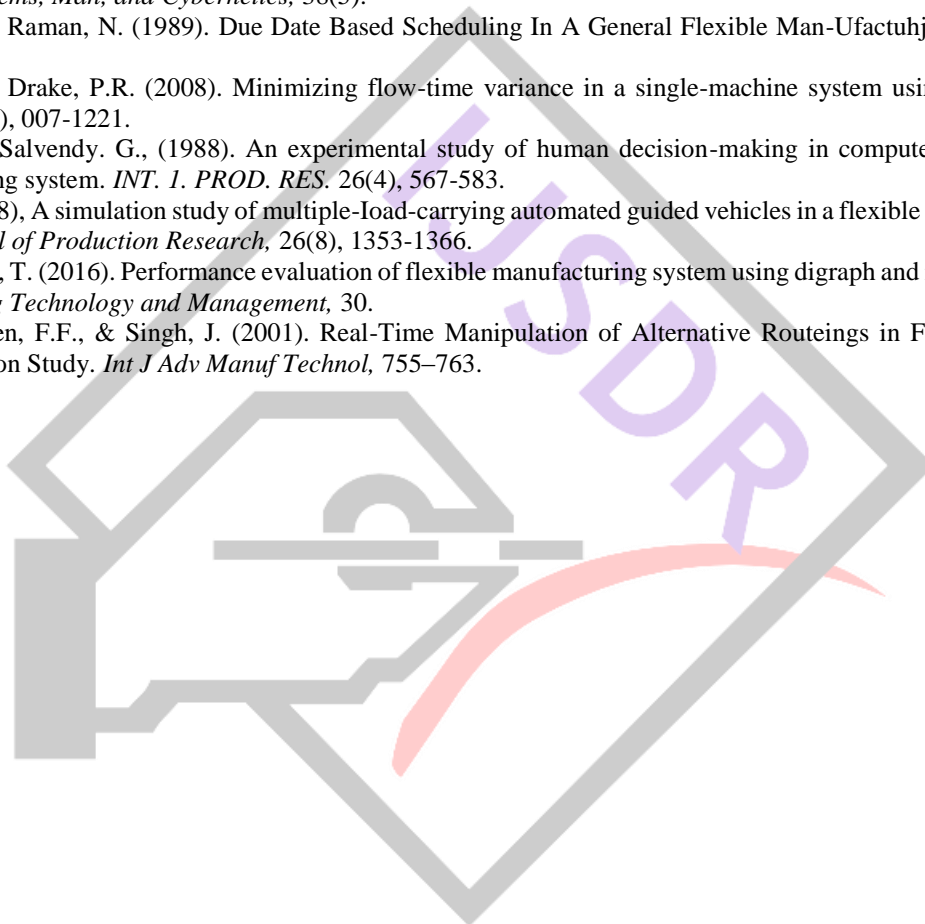 ems, Man, and Cybernetics, 38(3).
Raman, N. (1989). Due Date Based Scheduling In A General Flexible Man-Ufactuhj
Drake, P.R. (2008). Minimizing flow-time variance in a single-machine system usin
), 007-1221.
Salvendy. G., (1988). An experimental study of human decision-making in compute
ng system. INT. 1. PROD. RES. 26(4), 567-583.
8), A simulation study of multiple-Ioad-carrying automated guided vehicles in a flexible
l of Production Research, 26(8), 1353-1366.
, T. (2016). Performance evaluation of flexible manufacturing system using digraph and
g Technology and Management, 30.
en, F.F., & Singh, J. (2001). Real-Time Manipulation of Alternative Routeings in F
on Study. Int J Adv Manuf Technol, 755–763.
IJSDR